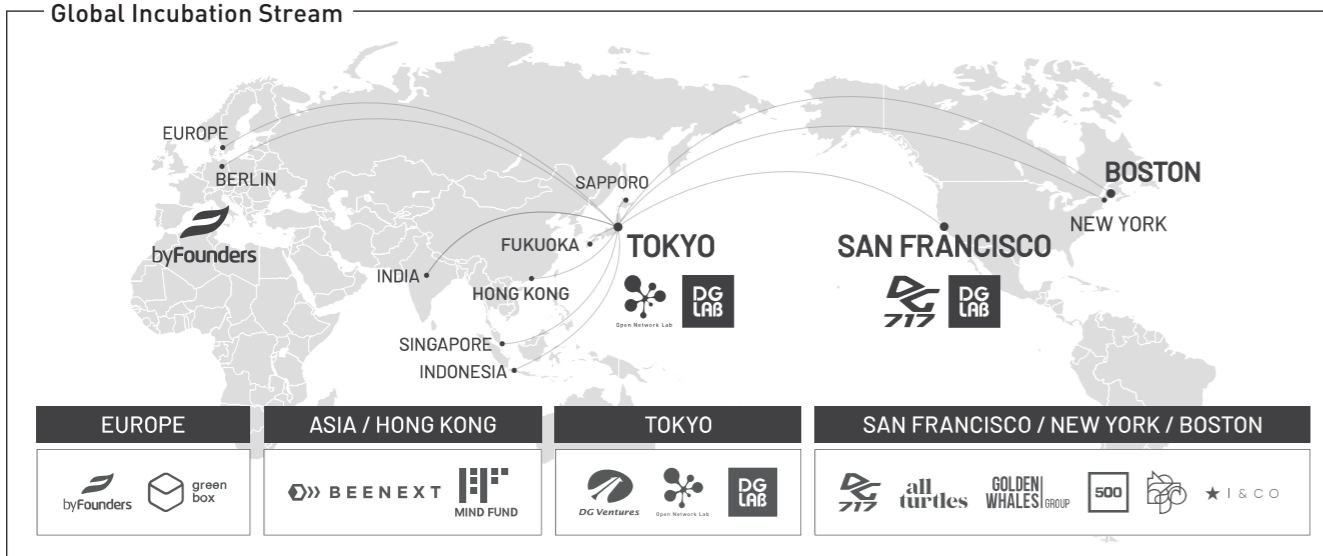 Global Incubation Stream
EUROPE
BERLIN
byFounders
INDIA
SAPPORO
FUKUOKA
HONG KONG
SINGAPORE
INDONESIA
TOKYO
Open Network Lab
DG
LAB
SAN FRANCISCO
DG
717
DG
LAB
BOSTON
NEW YORK
EUROPE
byFounders
green
box
ASIA / HONG KONG
BEENEXT
MIND FUND
TOKYO
DG Ventures
Open Network Lab
DG
LAB
SAN FRANCISCO / NEW YORK / BOSTON
DG
717
all
turtles
GOLDEN
WHALES GROUP
500
I & CO